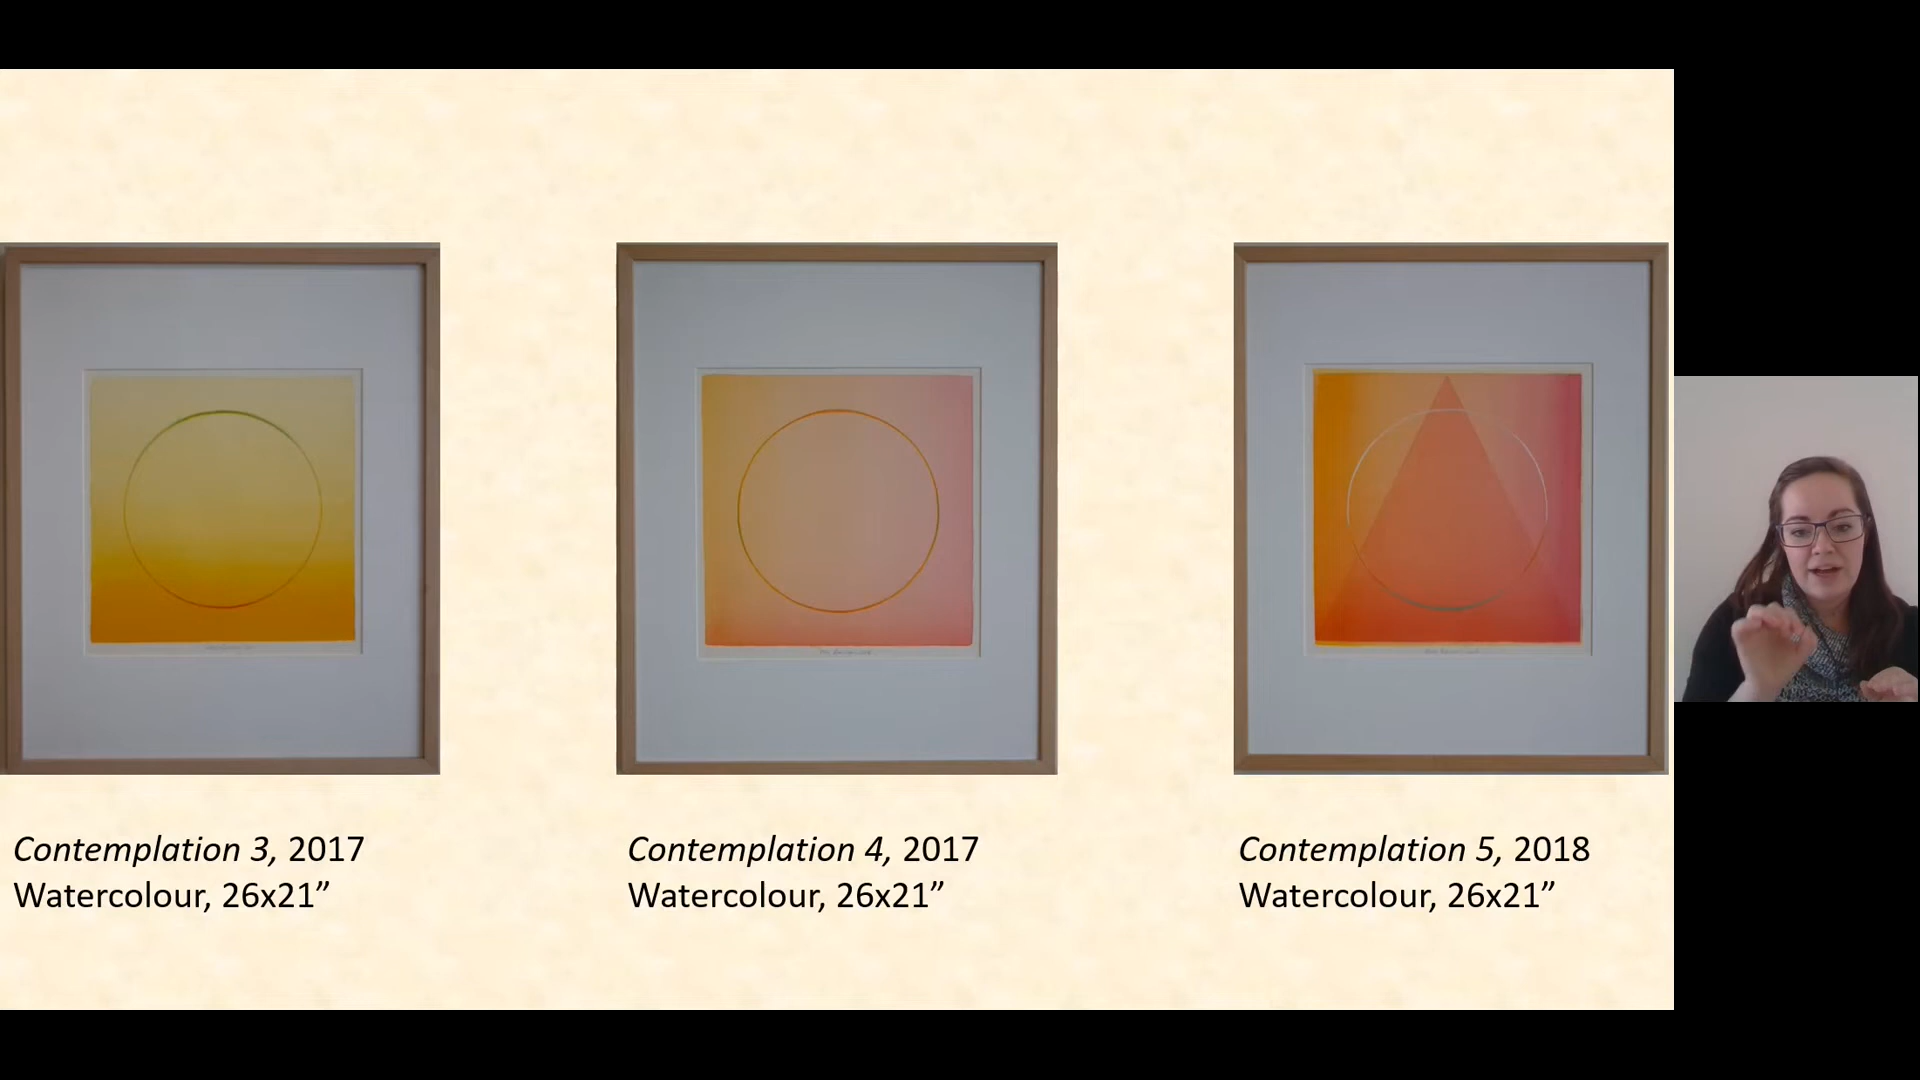 Contemplation 3, 2017
Watercolour, 26x21”
Contemplation 4, 2017
Watercolour, 26x21”
Contemplation 5, 2018
Watercolour, 26x21”